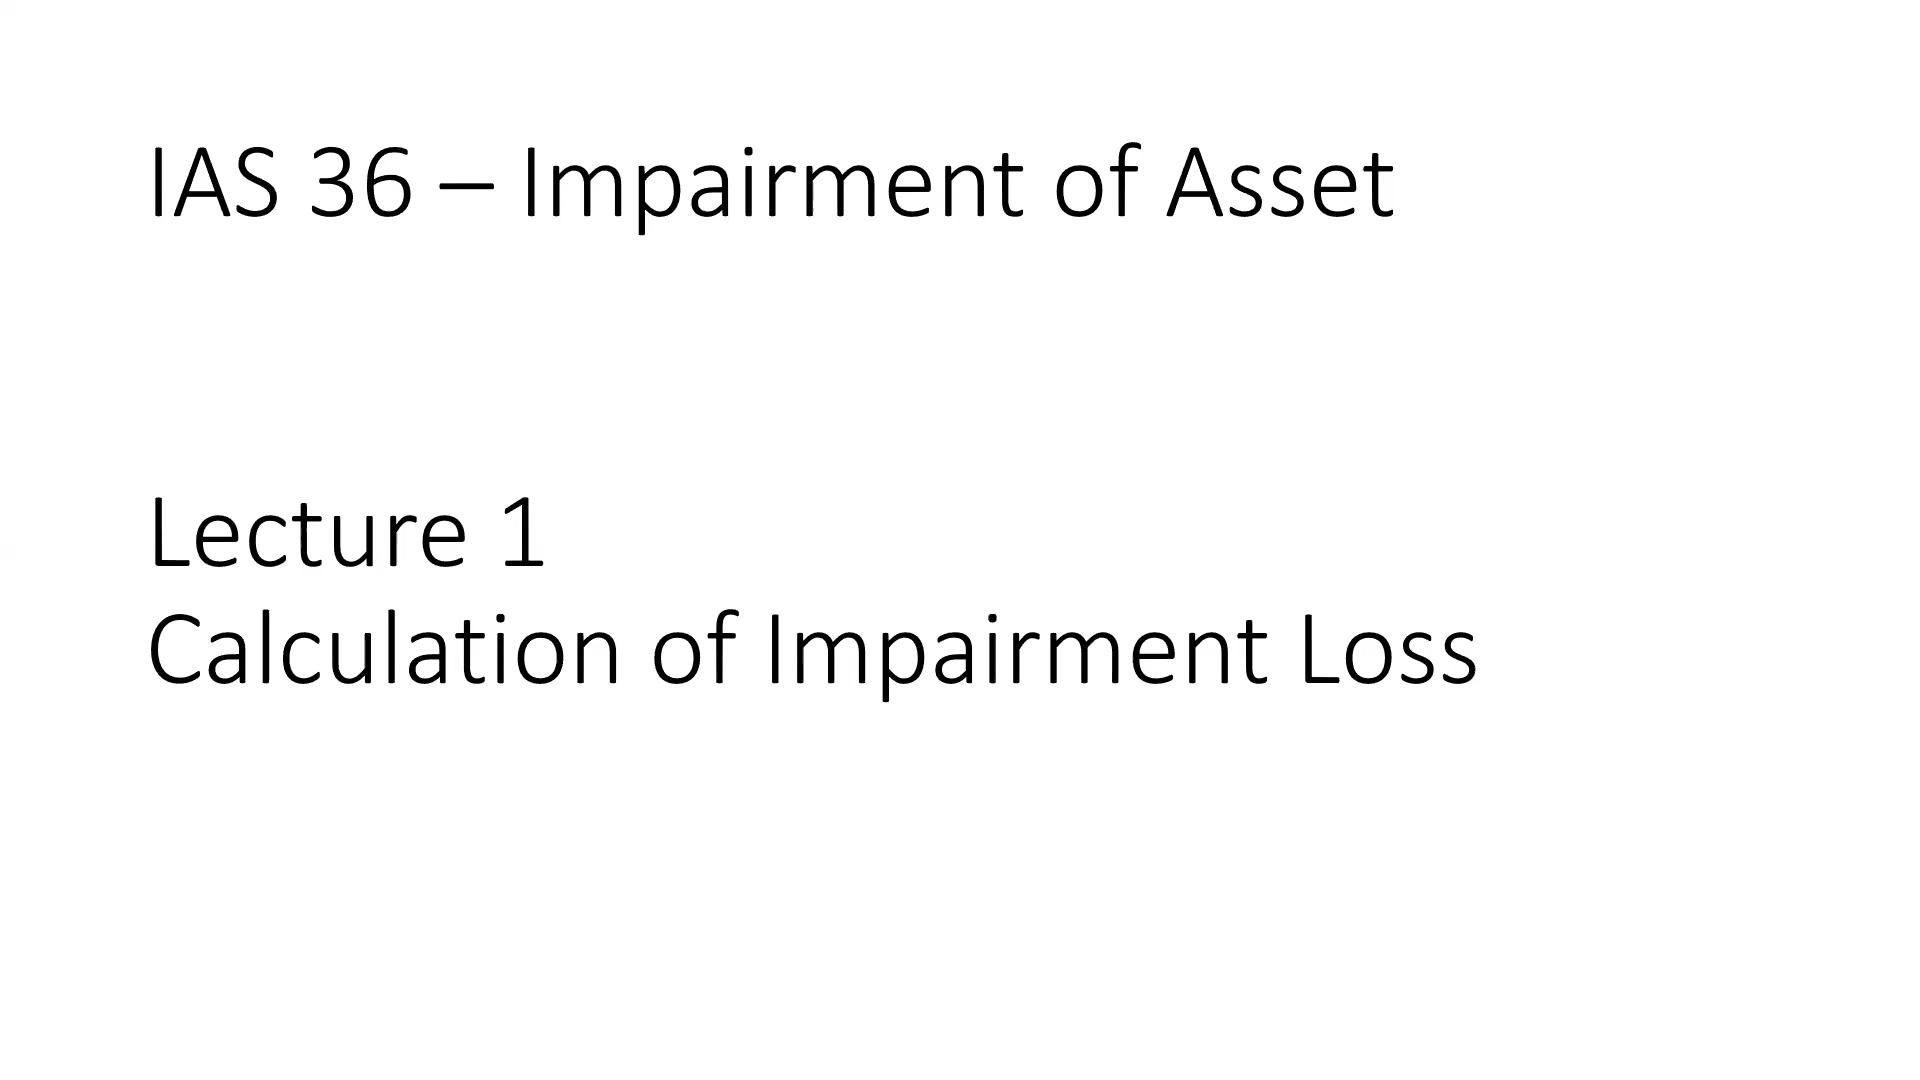 IAS 36 – Impairment of Asset
Lecture 1
Calculation of Impairment Loss